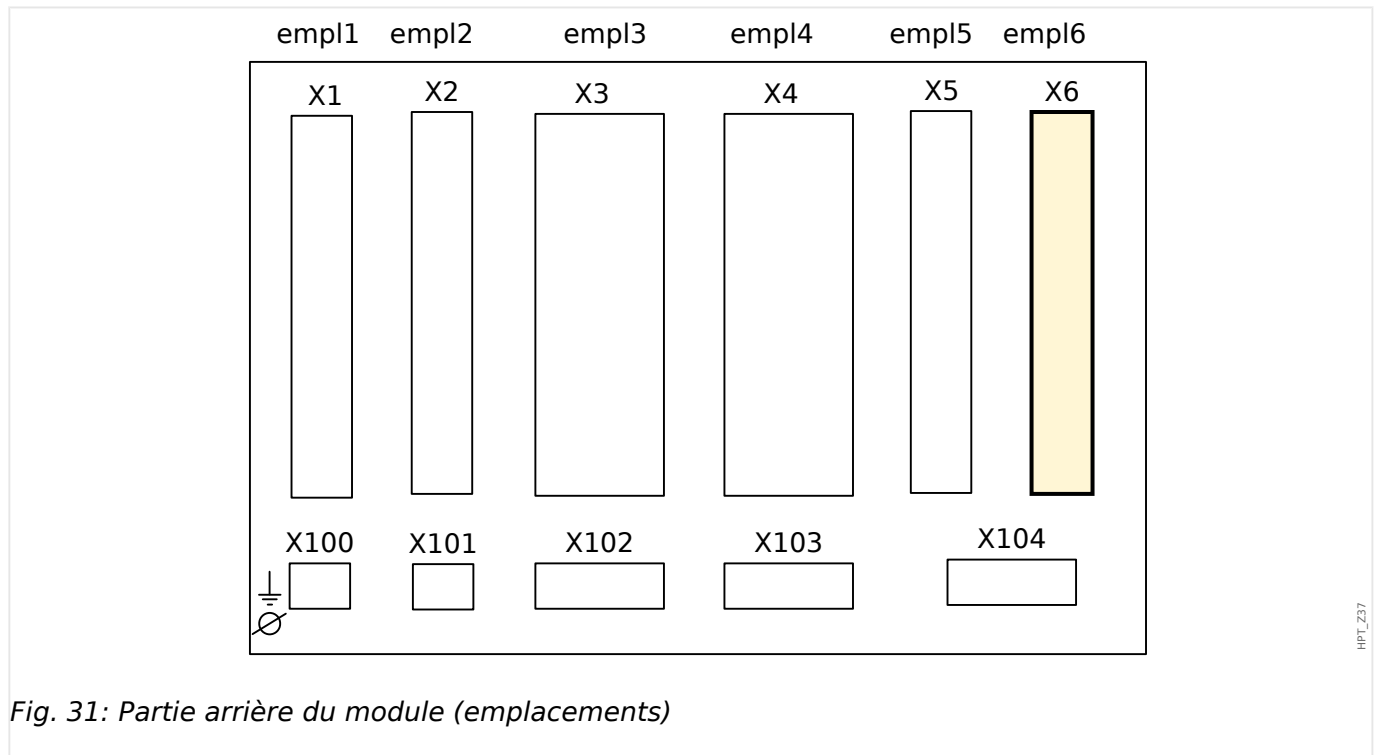 empl1 empl2 empl3 empl4 empl5 empl6
X1 X2 X3 X4 X5 X6
X100 X101 X102 X103 X104
HPT_Z37
Fig. 31: Partie arrière du module (emplacements)